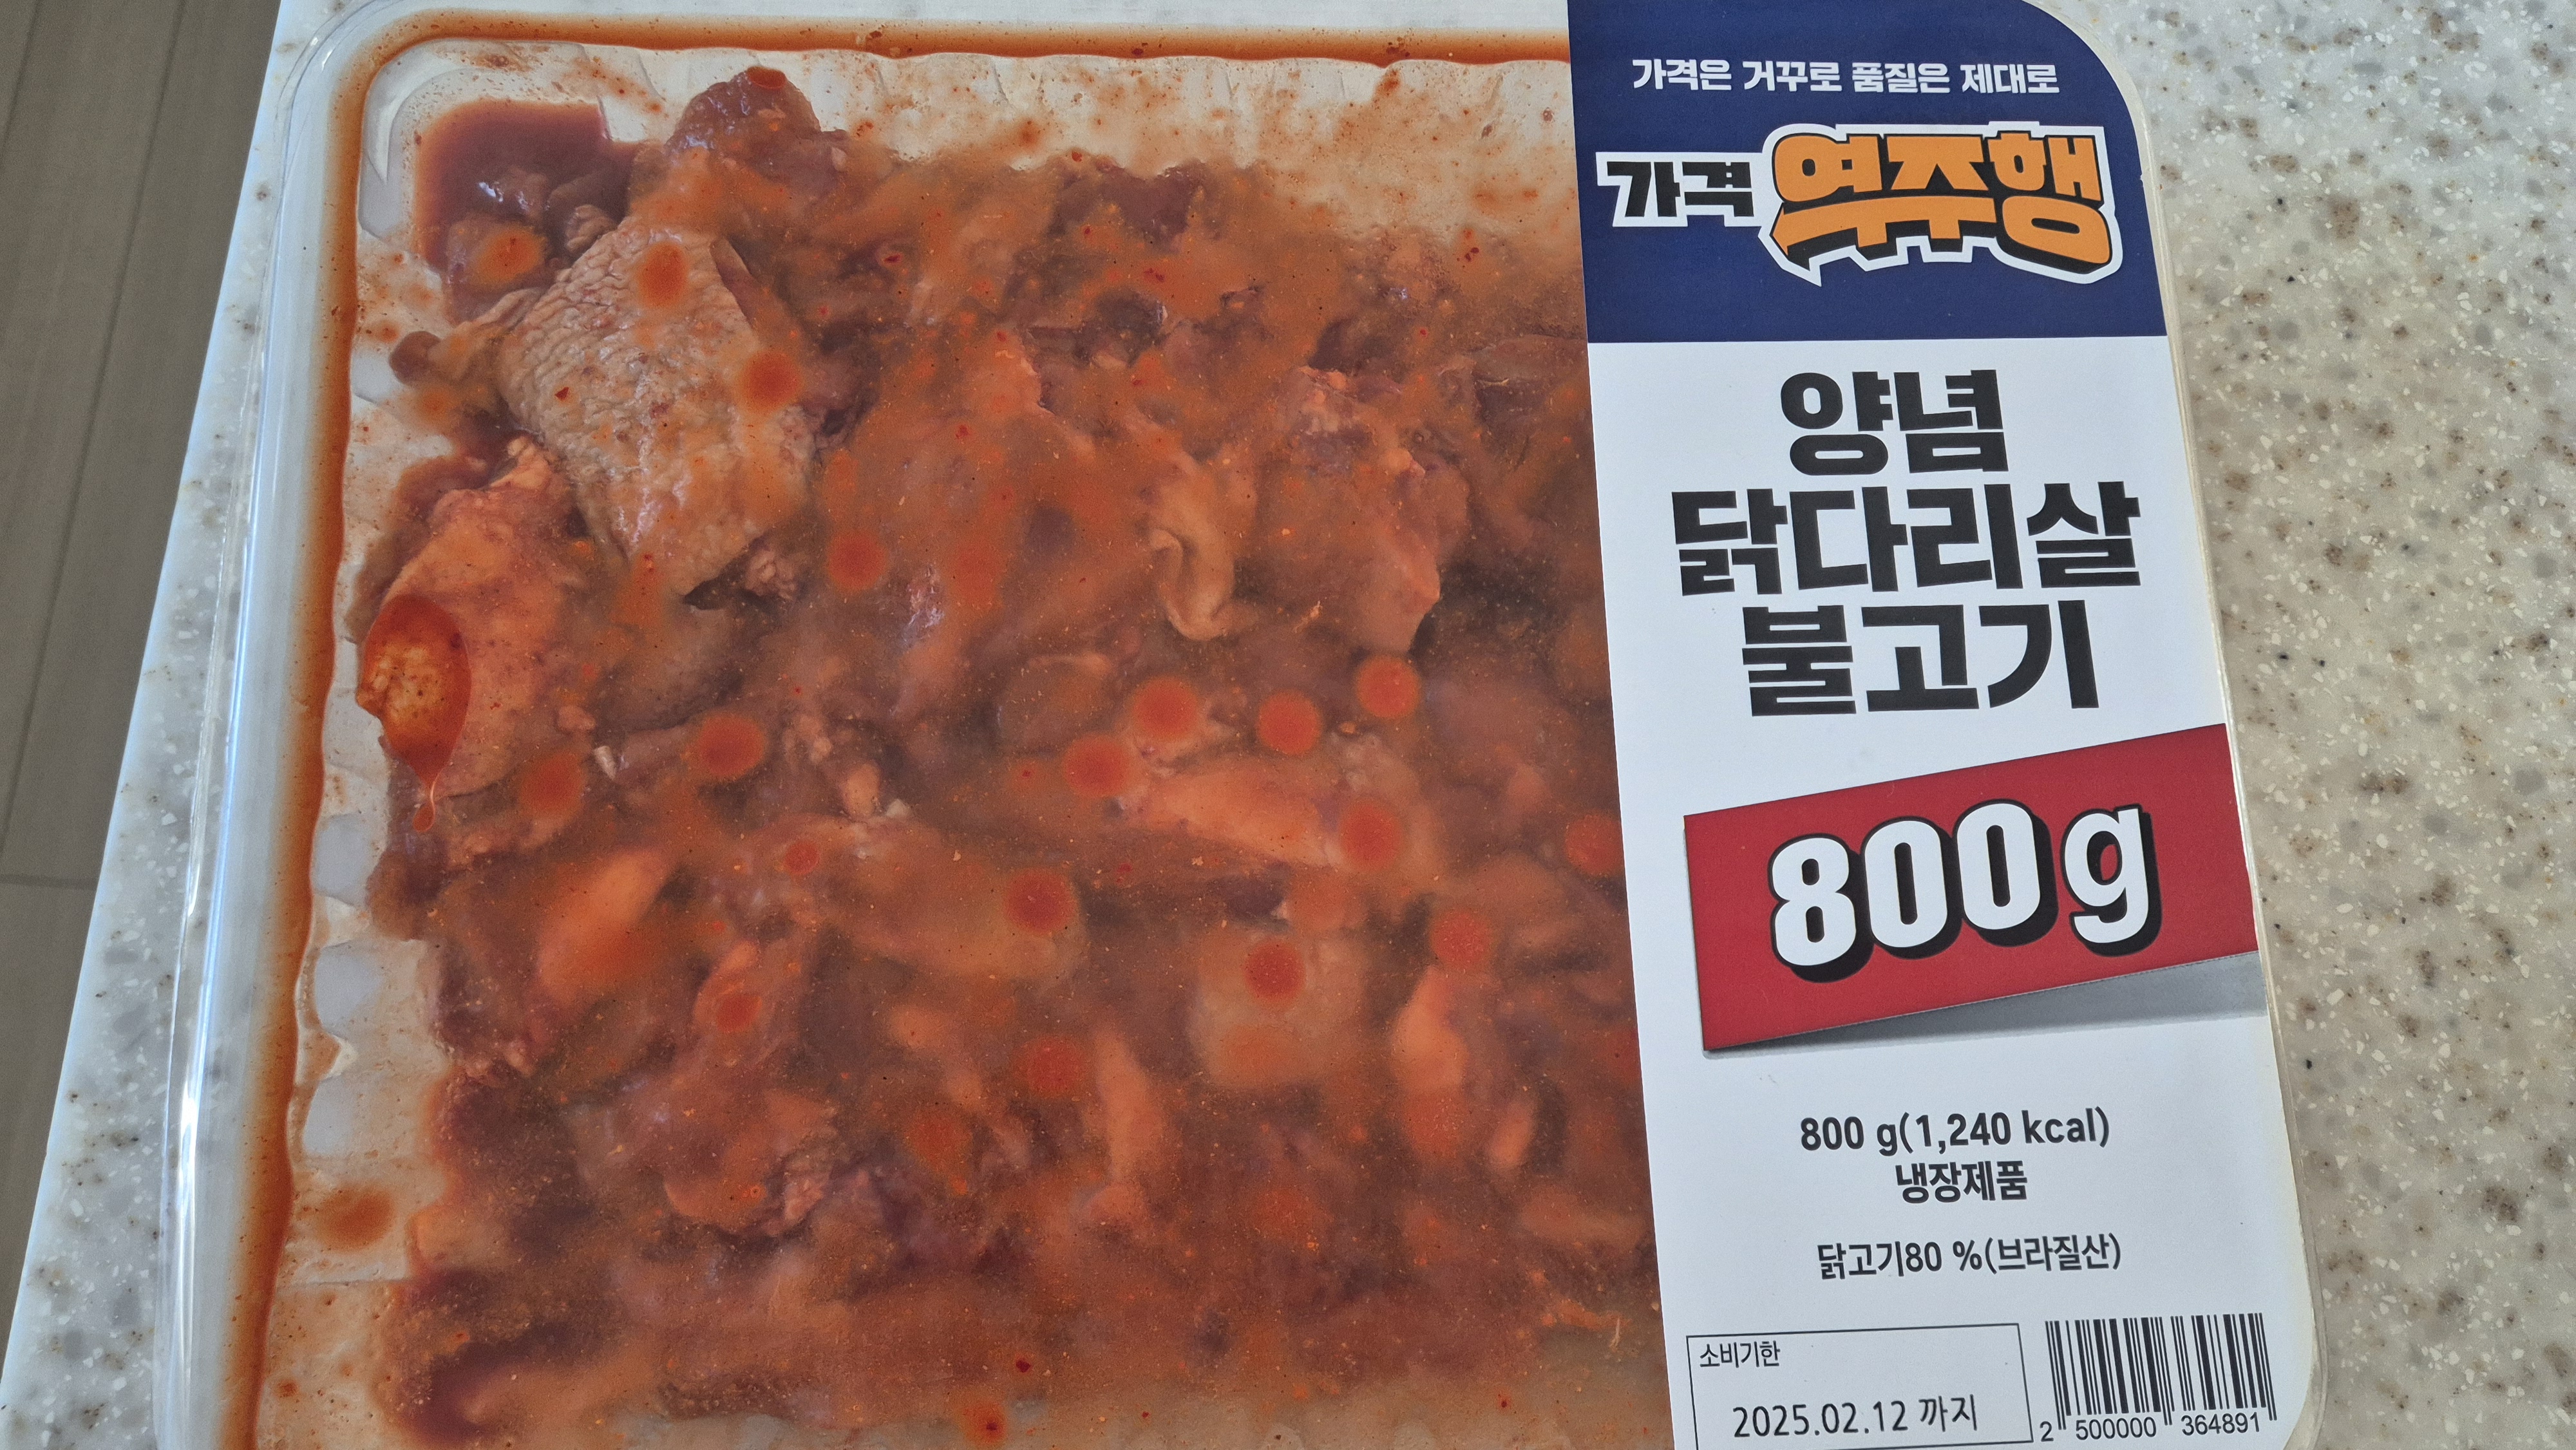 가격은 거꾸로 품질은 제대로
가격 역주행
양념
닭다리살
불고기
800g
800 g(1,240 kcal)
냉장제품
닭고기80 %(브라질산)
소비기한
2025.02.12 까지
2 500000 364891